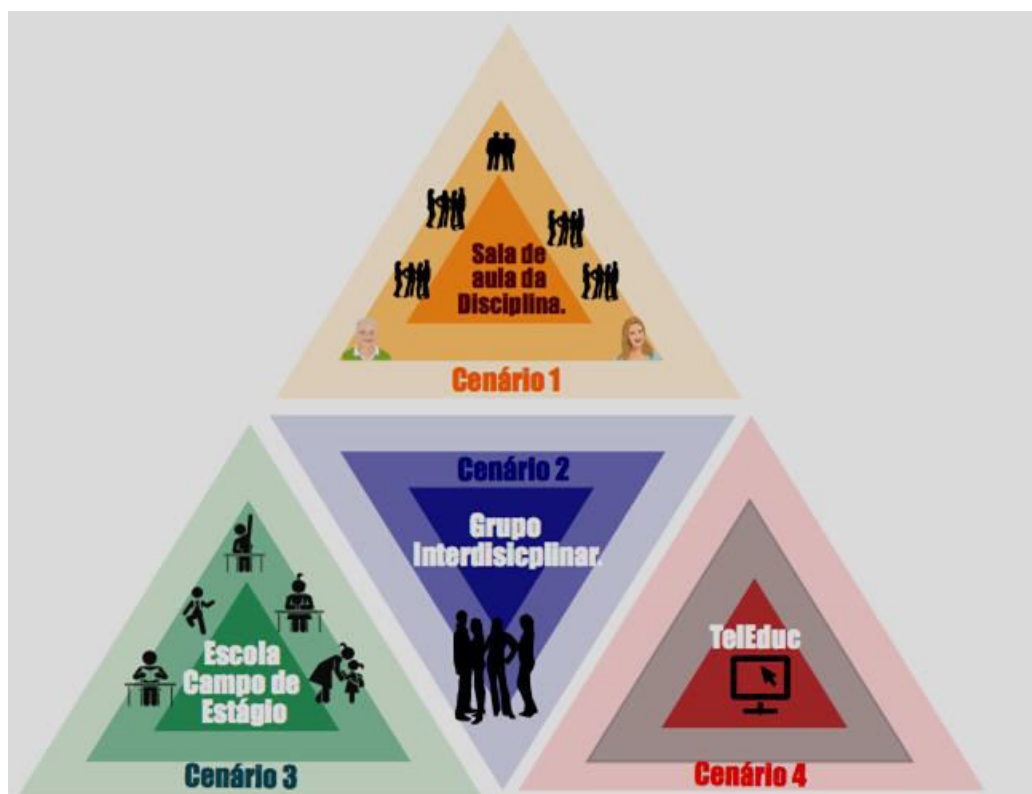 Sala de
aula da
Disciplina.
Cenário 1
Cenário 2
Grupo
Interdisicplinar.
Escola
Campo de
Estágio
Cenário 3
TelEduc
Cenário 4